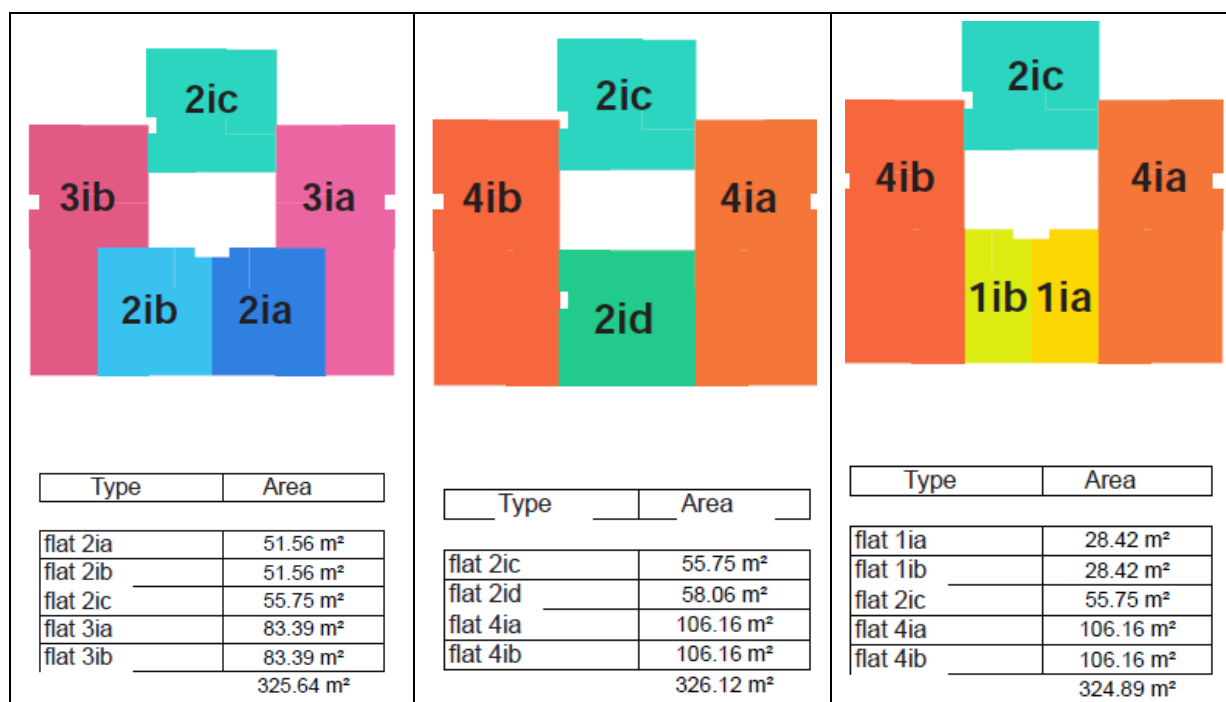 2ic
3ib 3ia
2ib 2ia
Type Area
flat 2ia 51.56 m²
flat 2ib 51.56 m²
flat 2ic 55.75 m²
flat 3ia 83.39 m²
flat 3ib 83.39 m²
325.64 m²
2ic
4ib 4ia
2id
Type Area
flat 2ic 55.75 m²
flat 2id 58.06 m²
flat 4ia 106.16 m²
flat 4ib 106.16 m²
326.12 m²
2ic
4ib 4ia
1ib 1ia
Type Area
flat 1ia 28.42 m²
flat 1ib 28.42 m²
flat 2ic 55.75 m²
flat 4ia 106.16 m²
flat 4ib 106.16 m²
324.89 m²